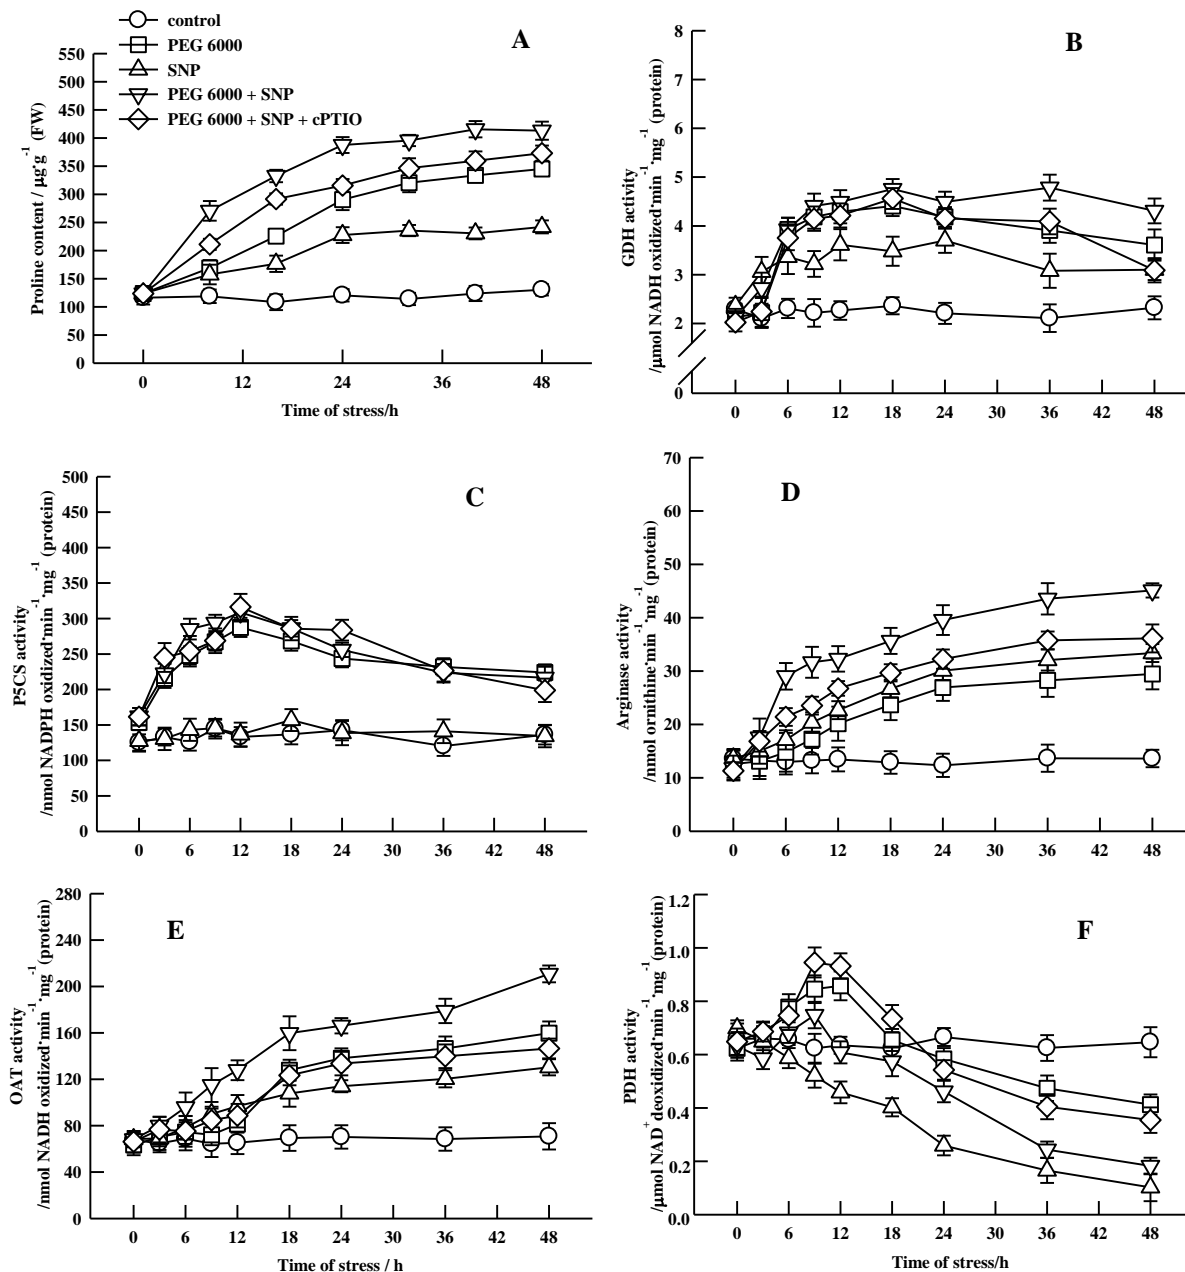 control
PEG 6000
SNP
PEG 6000 + SNP
PEG 6000 + SNP + cPTIO
A
Proline content / μg·g⁻¹ (FW)
550
500
450
400
350
300
250
200
150
100
50
0
0 12 24 36 48
Time of stress/h
B
GDH activity
/μmol NADH oxidized·min⁻¹·mg⁻¹ (protein)
8
7
6
5
4
3
2
0
0 6 12 18 24 30 36 42 48
C
P5CS activity
/nmol NADPH oxidized·min⁻¹·mg⁻¹ (protein)
500
450
400
350
300
250
200
150
100
50
0
0 6 12 18 24 30 36 42 48
D
Arginase activity
/nmol ornithine·min⁻¹·mg⁻¹ (protein)
70
60
50
40
30
20
10
0
0 6 12 18 24 30 36 42 48
E
OAT activity
/nmol NADH oxidized·min⁻¹·mg⁻¹ (protein)
280
240
200
160
120
80
40
0
0 6 12 18 24 30 36 42 48
Time of stress / h
F
PDH activity
/μmol NAD⁺ deoxidized·min⁻¹·mg⁻¹ (protein)
1.2
1.0
0.8
0.6
0.4
0.2
0.0
0 6 12 18 24 30 36 42 48
Time of stress/h